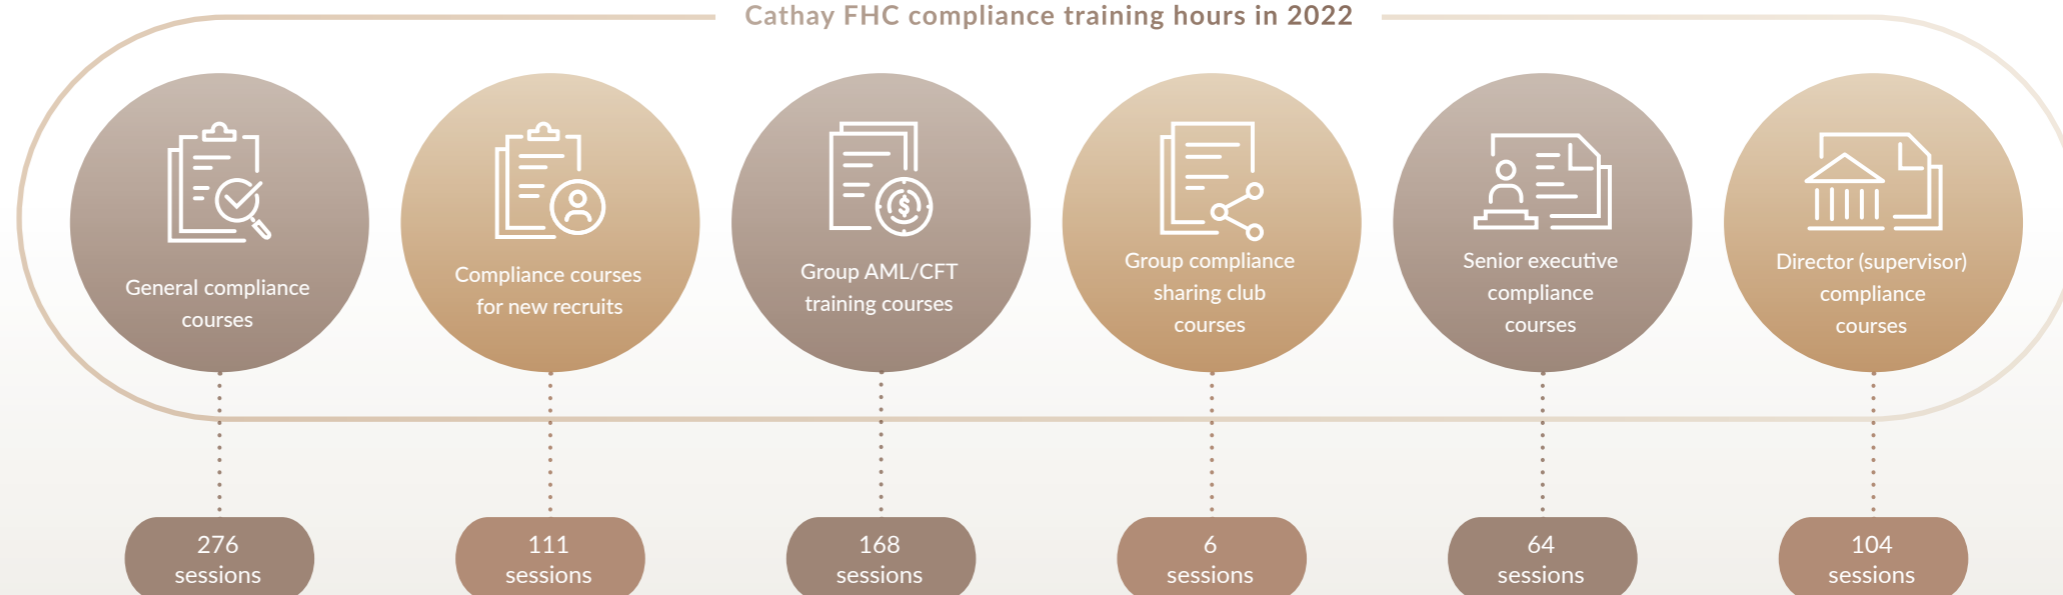 Cathay FHC compliance training hours in 2022
General compliance
courses
Compliance courses
for new recruits
Group AML/CFT
training courses
Group compliance
sharing club
courses
Senior executive
compliance
courses
Director (supervisor)
compliance
courses
276
sessions
111
sessions
168
sessions
6
sessions
64
sessions
104
sessions